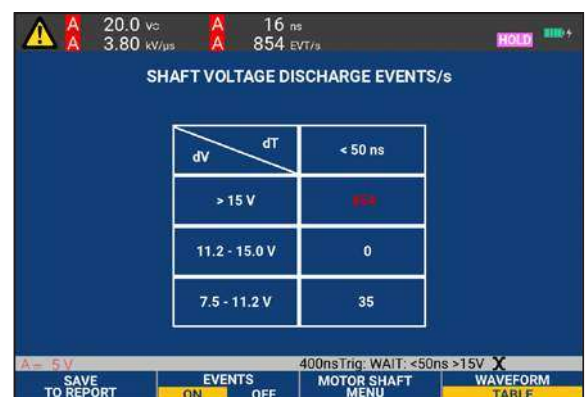 A 20.0 Vc A 16 ns
A 3.80 kV/µs A 854 EVT/s
HOLD
SHAFT VOLTAGE DISCHARGE EVENTS/s
dT
dV
< 50 ns
> 15 V
11.2 - 15.0 V 0
7.5 - 11.2 V 35
A= 5 V 400nsTrig: WAIT: <50ns >15V
SAVE TO REPORT
EVENTS
ON OFF
MOTOR SHAFT MENU
WAVEFORM
TABLE